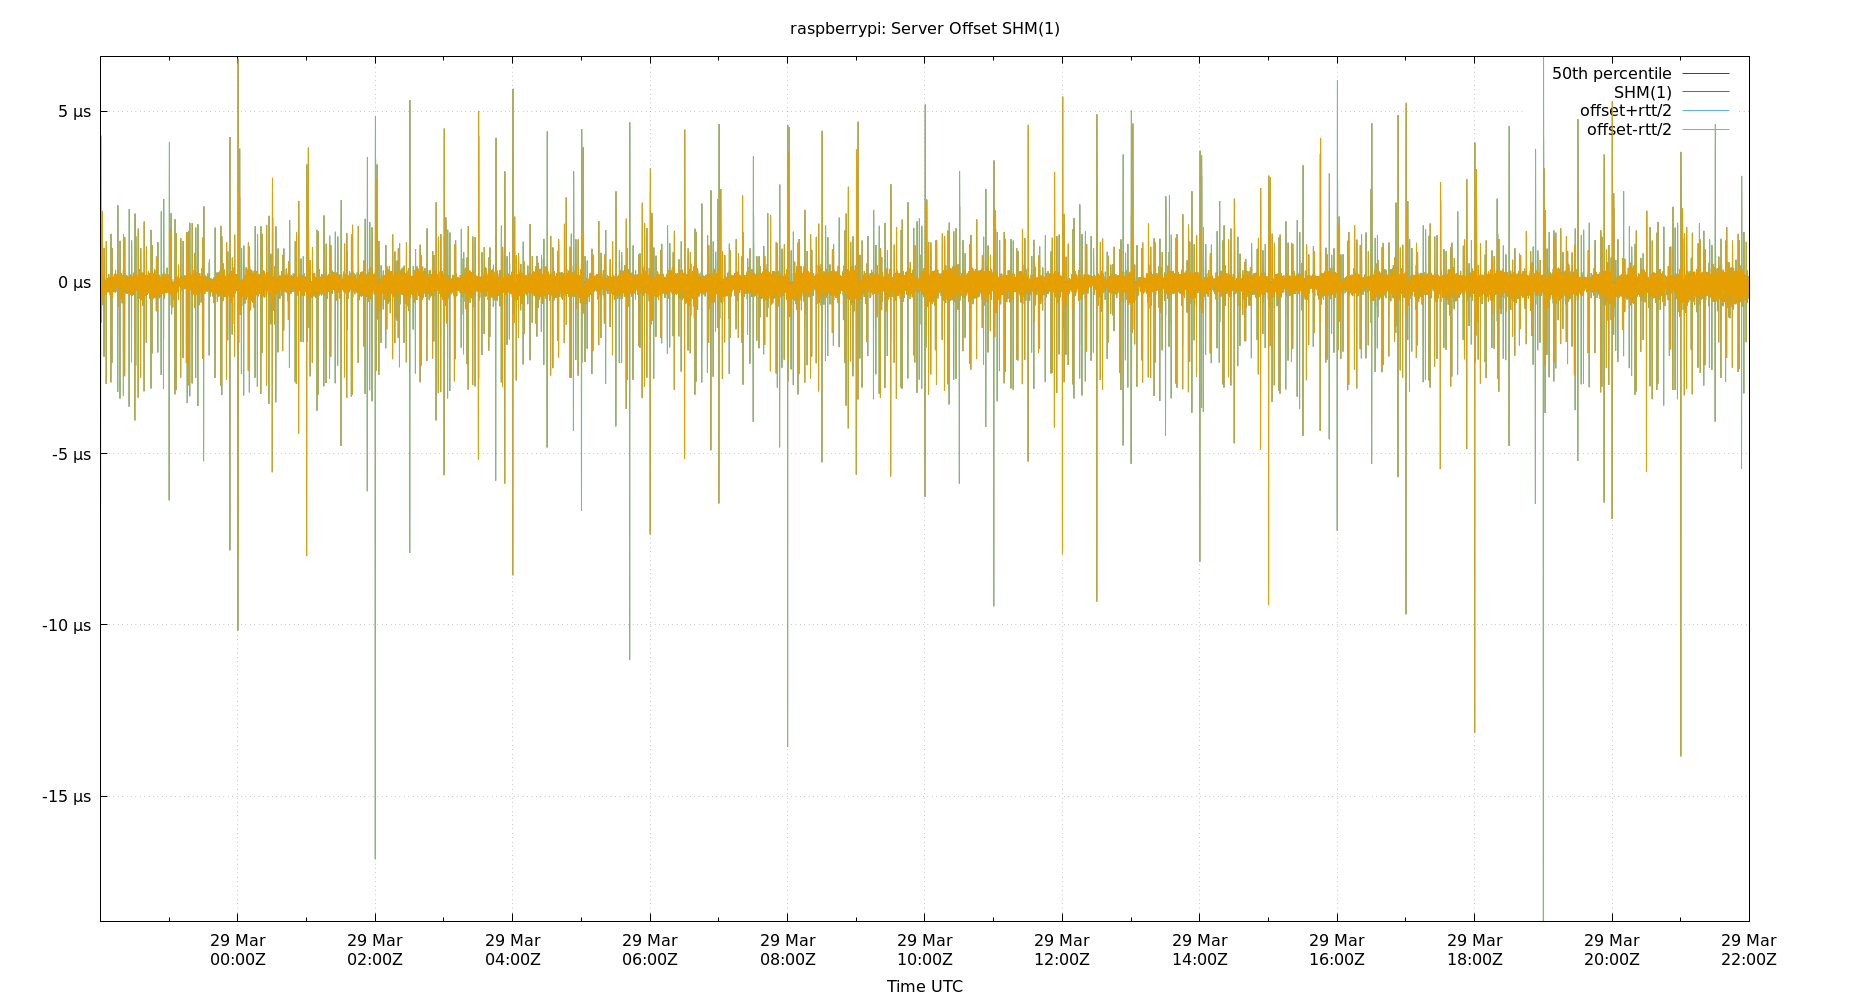 raspberrypi: Server Offset SHM(1)
50th percentile
SHM(1)
offset+rtt/2
offset-rtt/2
5 µs
0 µs
-5 µs
-10 µs
-15 µs
29 Mar 29 Mar 29 Mar 29 Mar 29 Mar 29 Mar 29 Mar 29 Mar 29 Mar 29 Mar 29 Mar 29 Mar
00:00Z 02:00Z 04:00Z 06:00Z 08:00Z 10:00Z 12:00Z 14:00Z 16:00Z 18:00Z 20:00Z 22:00Z
Time UTC